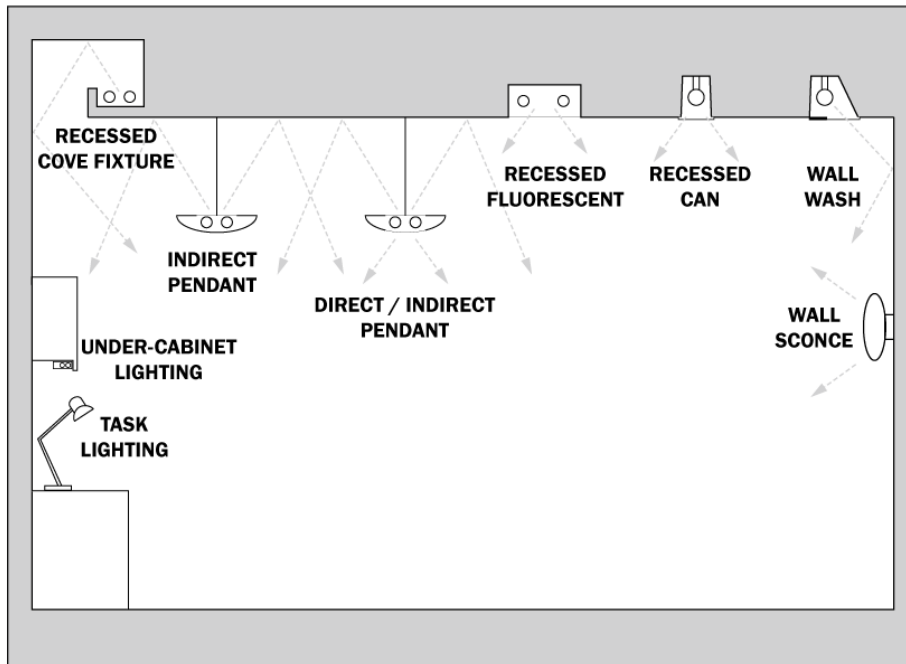 RECESSED
COVE FIXTURE
RECESSED
FLUORESCENT
RECESSED
CAN
WALL
WASH
INDIRECT
PENDANT
DIRECT / INDIRECT
PENDANT
WALL
SCONCE
UNDER-CABINET
LIGHTING
TASK
LIGHTING